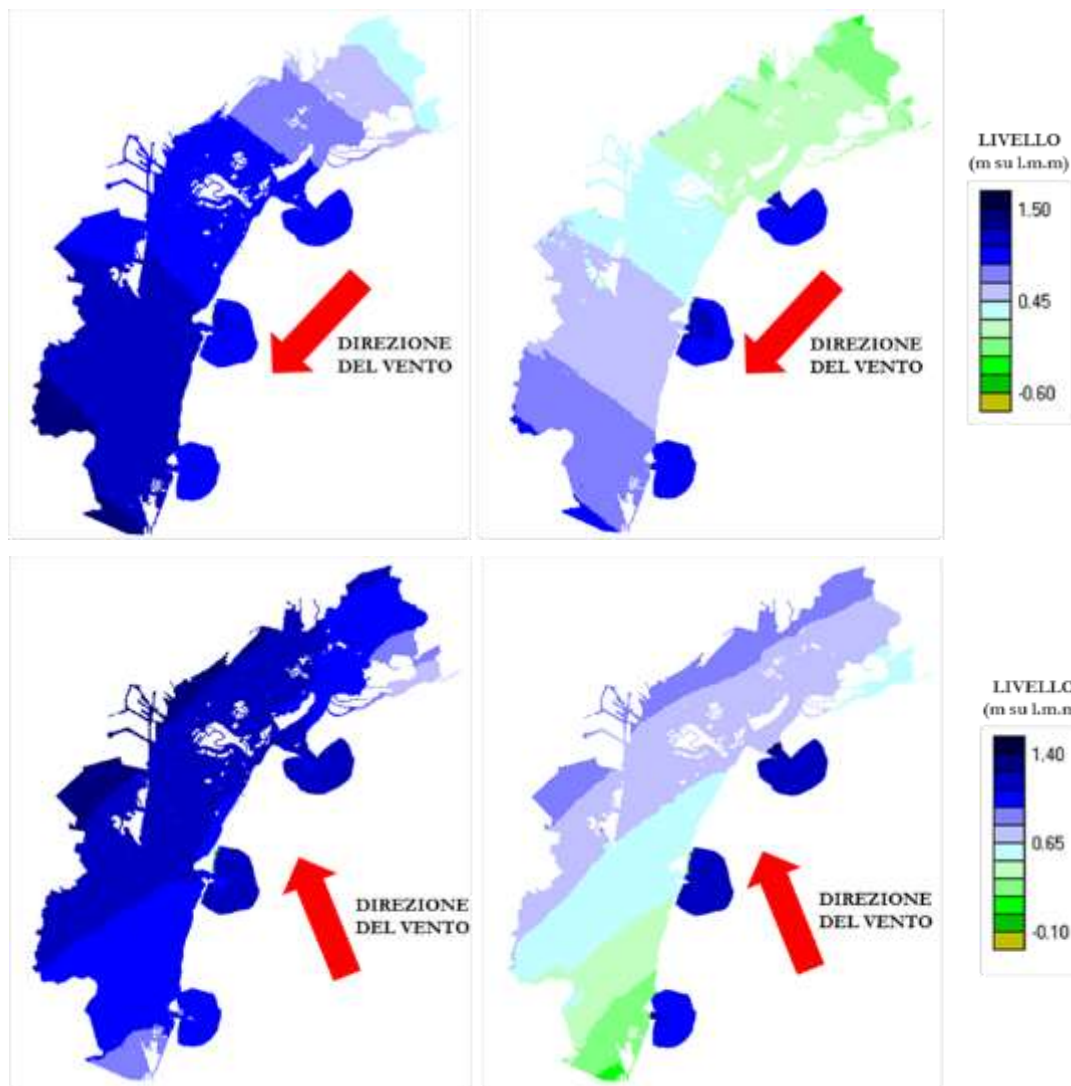 LIVELLO
(m su l.m.m)
1.50
0.45
-0.60
DIREZIONE
DEL VENTO
DIREZIONE
DEL VENTO
LIVELLO
(m su l.m.m
1.40
0.65
-0.10
DIREZIONE
DEL VENTO
DIREZIONE
DEL VENTO